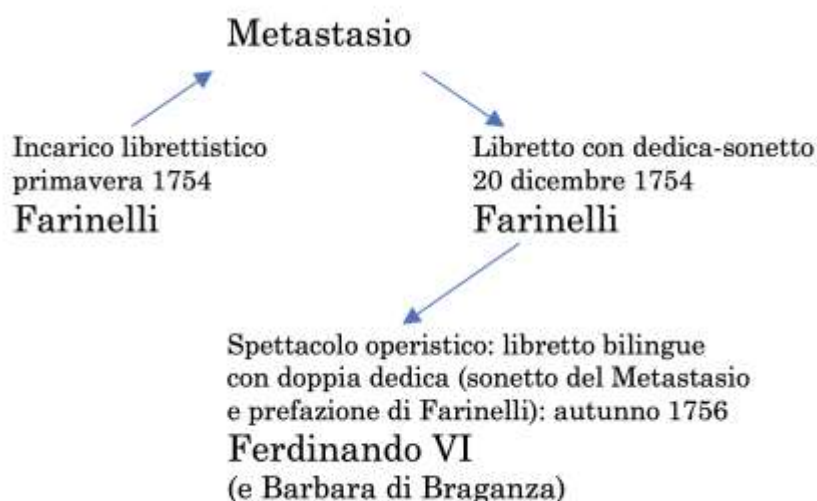 Metastasio
Incarico librettistico
primavera 1754
Farinelli
Libretto con dedica-sonetto
20 dicembre 1754
Farinelli
Spettacolo operistico: libretto bilingue
con doppia dedica (sonetto del Metastasio
e prefazione di Farinelli): autunno 1756
Ferdinando VI
(e Barbara di Braganza)